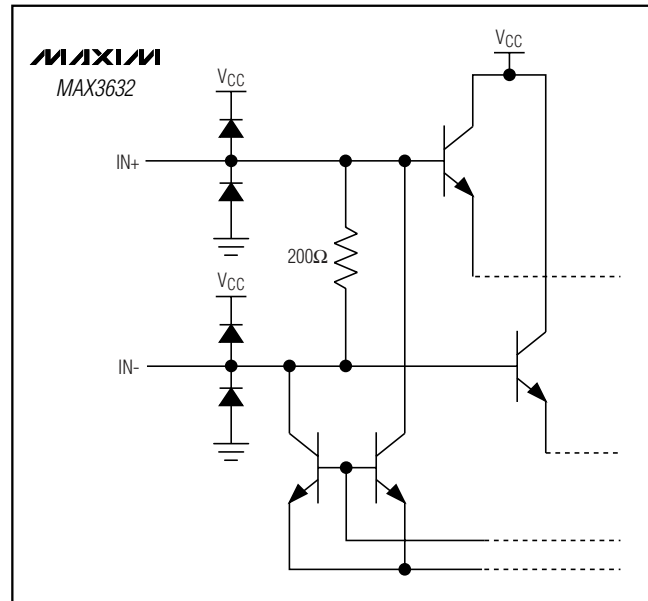 MAXIM
MAX3632
VCC
VCC
IN+
200Ω
VCC
IN-